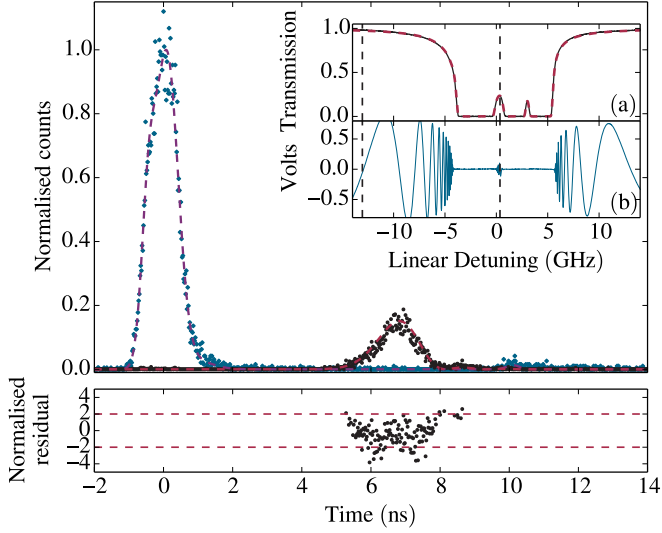 Normalised counts
1.0
0.8
0.6
0.4
0.2
0.0
Transmission
1.0
0.5
0.0
(a)
Volts
0.5
0.0
−0.5
(b)
−10 −5 0 5 10
Linear Detuning (GHz)
Normalised
residual
4
2
0
−2
−4
−2 0 2 4 6 8 10 12 14
Time (ns)